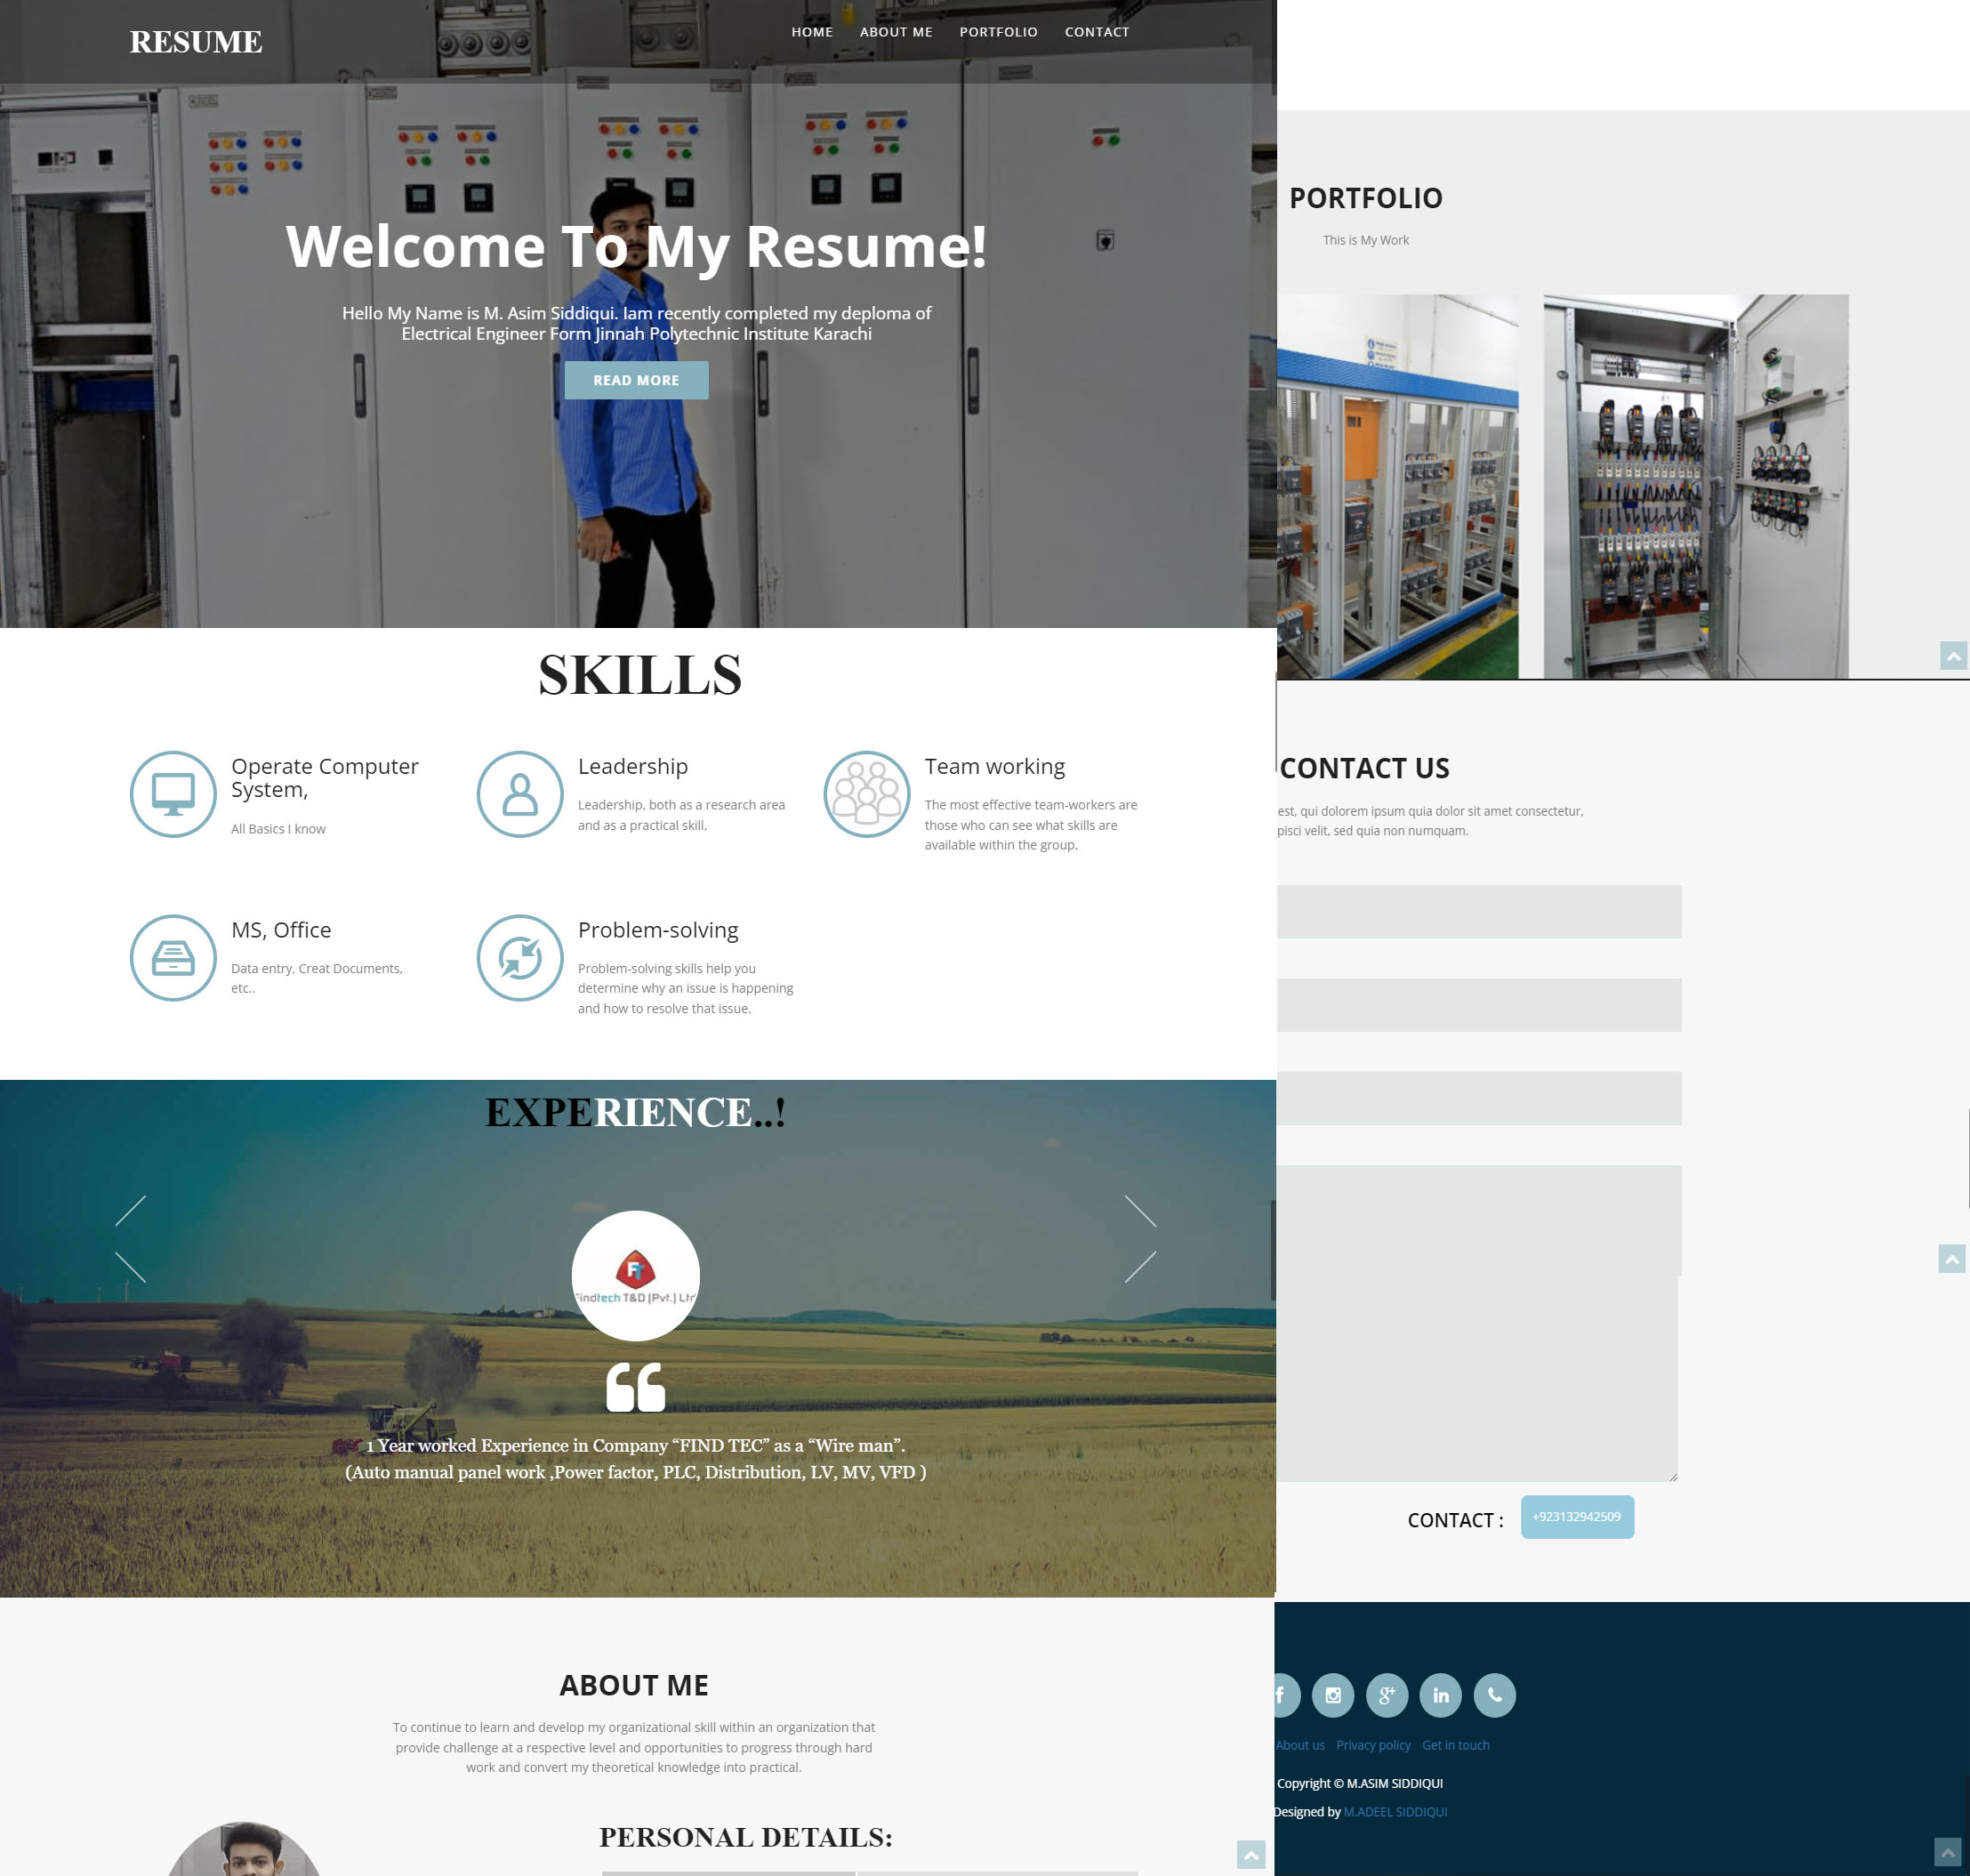 RESUME
HOME ABOUT ME PORTFOLIO CONTACT
Welcome To My Resume!
Hello My Name is M. Asim Siddiqui. Iam recently completed my deploma of
Electrical Engineer Form Jinnah Polytechnic Institute Karachi
READ MORE
SKILLS
Operate Computer
System,
All Basics I know
Leadership
Leadership, both as a research area
and as a practical skill,
Team working
The most effective team-workers are
those who can see what skills are
available within the group,
MS, Office
Data entry, Creat Documents,
etc..
Problem-solving
Problem-solving skills help you
determine why an issue is happening
and how to resolve that issue.
EXPERIENCE..!
FT
Findtech T&D (Pvt.) Ltd
1 Year worked Experience in Company “FIND TEC” as a “Wire man”.
(Auto manual panel work ,Power factor, PLC, Distribution, LV, MV, VFD )
ABOUT ME
To continue to learn and develop my organizational skill within an organization that
provide challenge at a respective level and opportunities to progress through hard
work and convert my theoretical knowledge into practical.
PERSONAL DETAILS:
PORTFOLIO
This is My Work
CONTACT US
est, qui dolorem ipsum quia dolor sit amet consectetur,
pisci velit, sed quia non numquam.
CONTACT : +923132942509
About us Privacy policy Get in touch
Copyright © M.ASIM SIDDIQUI
Designed by M.ADEEL SIDDIQUI